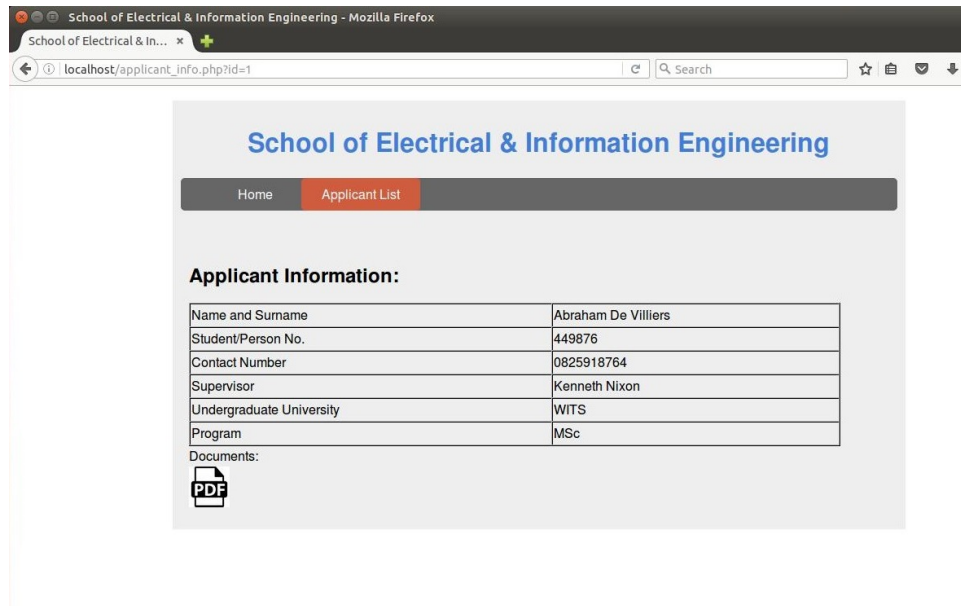 School of Electrical & Information Engineering - Mozilla Firefox
School of Electrical & In...
localhost/applicant_info.php?id=1
Search
School of Electrical & Information Engineering
Home Applicant List
Applicant Information:
Name and Surname Abraham De Villiers
Student/Person No. 449876
Contact Number 0825918764
Supervisor Kenneth Nixon
Undergraduate University WITS
Program MSc
Documents:
PDF